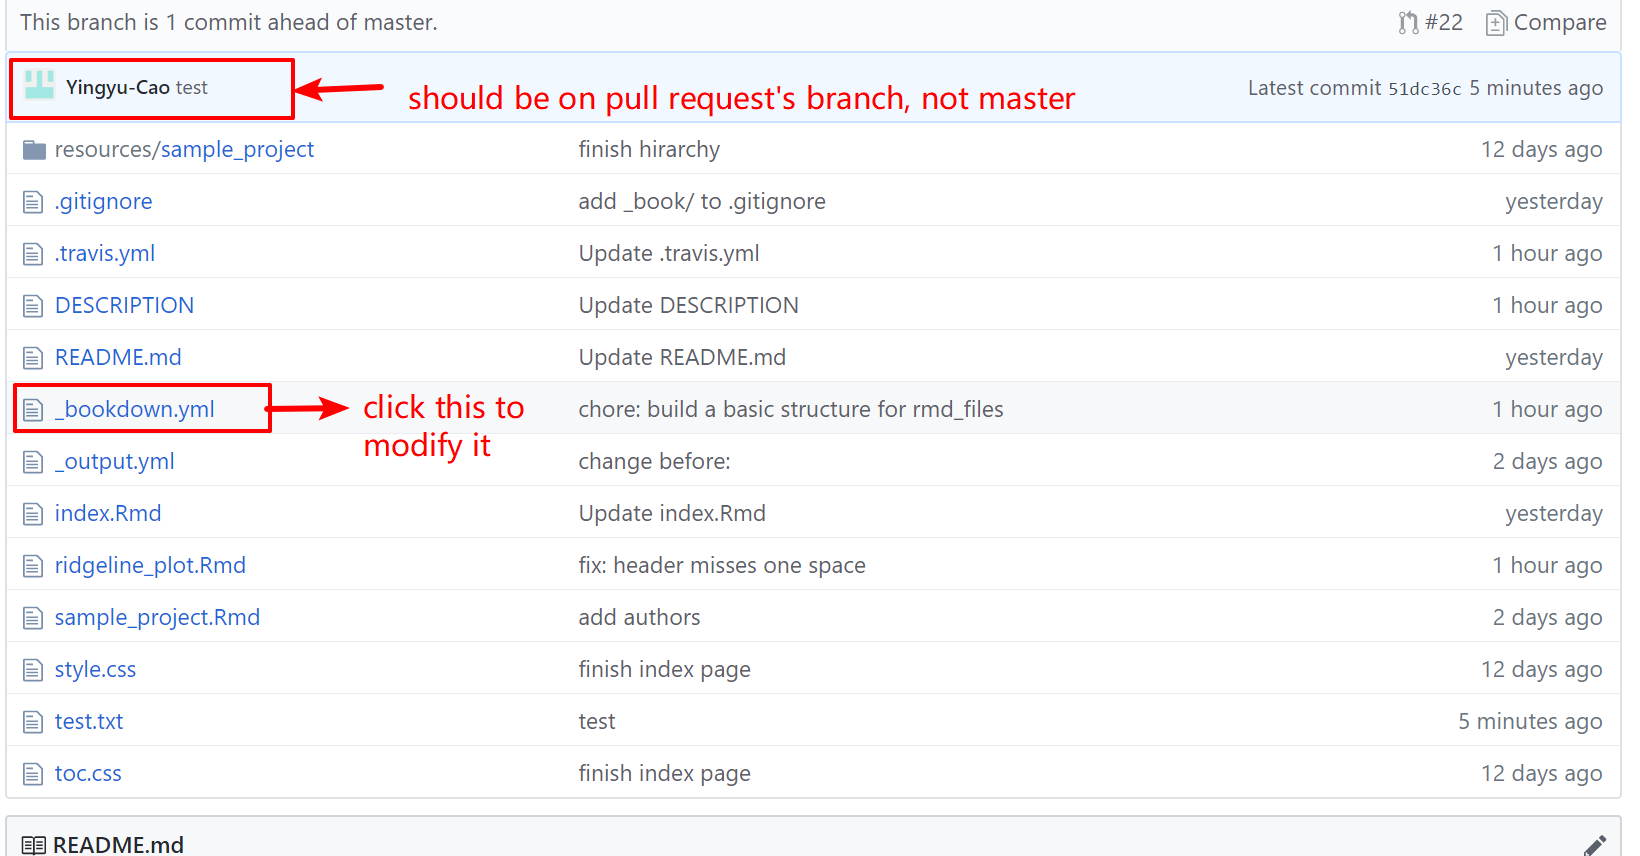 This branch is 1 commit ahead of master. #22 Compare
Yingyu-Cao test should be on pull request's branch, not master Latest commit 51dc36c 5 minutes ago
resources/sample_project finish hirarchy 12 days ago
.gitignore add _book/ to .gitignore yesterday
.travis.yml Update .travis.yml 1 hour ago
DESCRIPTION Update DESCRIPTION 1 hour ago
README.md Update README.md yesterday
_bookdown.yml click this to chore: build a basic structure for rmd_files 1 hour ago
modify it
_output.yml change before: 2 days ago
index.Rmd Update index.Rmd yesterday
ridgeline_plot.Rmd fix: header misses one space 1 hour ago
sample_project.Rmd add authors 2 days ago
style.css finish index page 12 days ago
test.txt test 5 minutes ago
toc.css finish index page 12 days ago
README.md